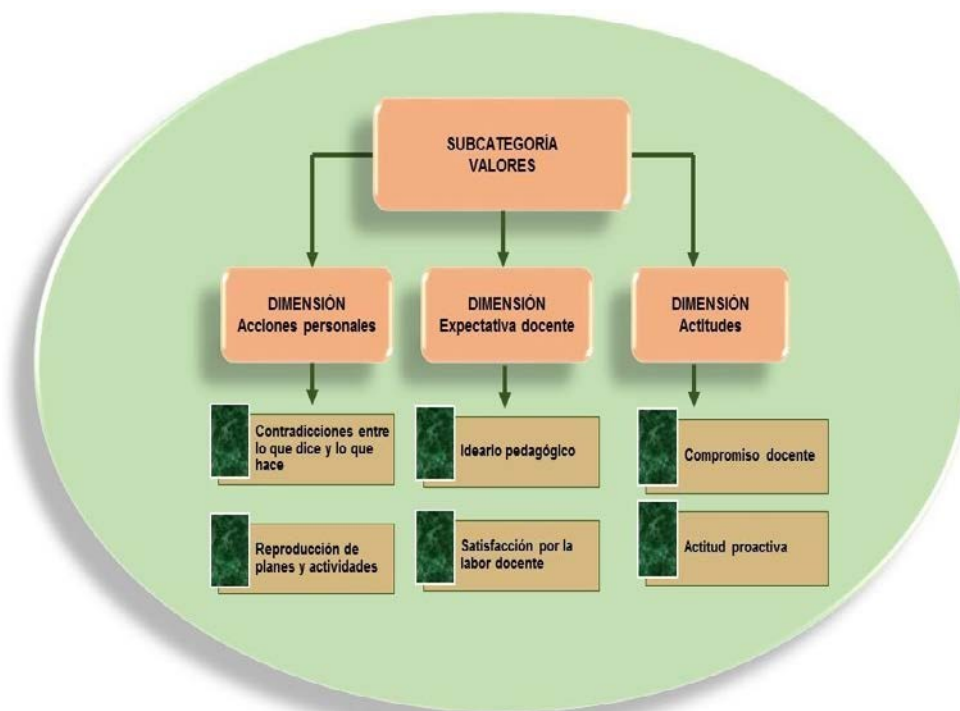 SUBCATEGORÍA
VALORES
DIMENSIÓN
Acciones personales
DIMENSIÓN
Expectativa docente
DIMENSIÓN
Actitudes
Contradicciones entre
lo que dice y lo que
hace
Ideario pedagógico
Compromiso docente
Reproducción de
planes y actividades
Satisfacción por la
labor docente
Actitud proactiva